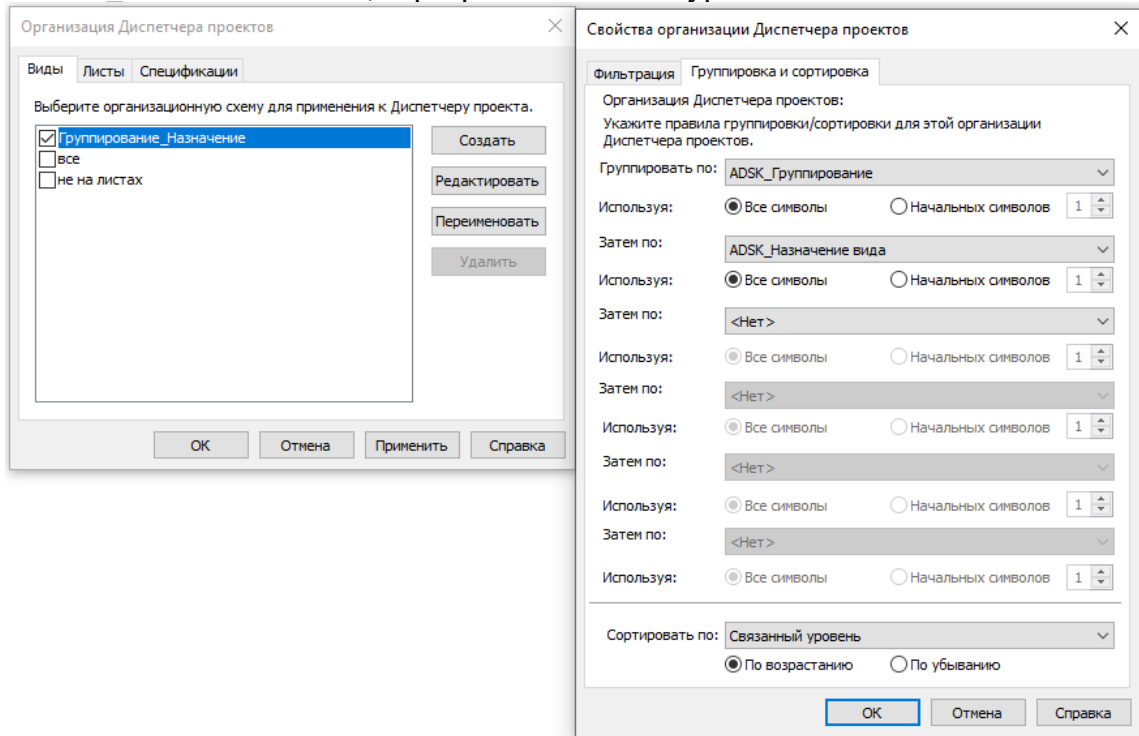 Организация Диспетчера проектов
Виды Листы Спецификации
Выберите организационную схему для применения к Диспетчеру проекта.
Группирование_Назначение
все
не на листах
Создать
Редактировать
Переименовать
Удалить
ОК Отмена Применить Справка
Свойства организации Диспетчера проектов
Фильтрация Группировка и сортировка
Организация Диспетчера проектов:
Укажите правила группировки/сортировки для этой организации
Диспетчера проектов.
Группировать по: ADSK_Группирование
Используя: Все символы Начальных символов 1
Затем по: ADSK_Назначение вида
Используя: Все символы Начальных символов 1
Затем по: <Нет>
Используя: Все символы Начальных символов 1
Затем по: <Нет>
Используя: Все символы Начальных символов 1
Затем по: <Нет>
Используя: Все символы Начальных символов 1
Затем по: <Нет>
Используя: Все символы Начальных символов 1
Сортировать по: Связанный уровень
По возрастанию По убыванию
ОК Отмена Справка